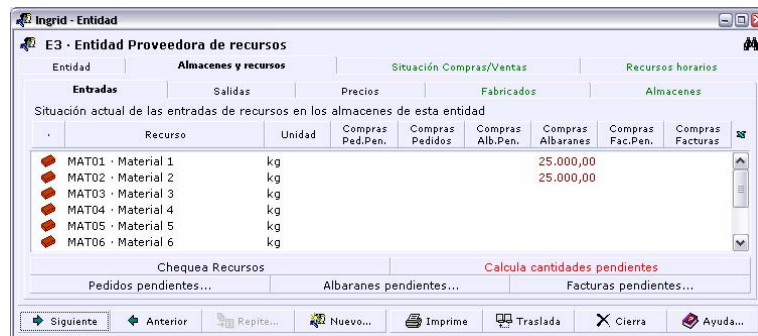 Ingrid - Entidad
E3 · Entidad Proveedora de recursos
Entidad Almacenes y recursos Situación Compras/Ventas Recursos horarios
Entradas Salidas Precios Fabricados Almacenes
Situación actual de las entradas de recursos en los almacenes de esta entidad
· Recurso Unidad Compras Ped.Pen. Compras Pedidos Compras Alb.Pen. Compras Albaranes Compras Fac.Pen. Compras Facturas
MAT01 · Material 1 kg 25.000,00
MAT02 · Material 2 kg 25.000,00
MAT03 · Material 3 kg
MAT04 · Material 4 kg
MAT05 · Material 5 kg
MAT06 · Material 6 kg
Chequea Recursos Calcula cantidades pendientes
Pedidos pendientes... Albaranes pendientes... Facturas pendientes...
Siguiente Anterior Repite... Nuevo... Imprime Traslada Cierra Ayuda...